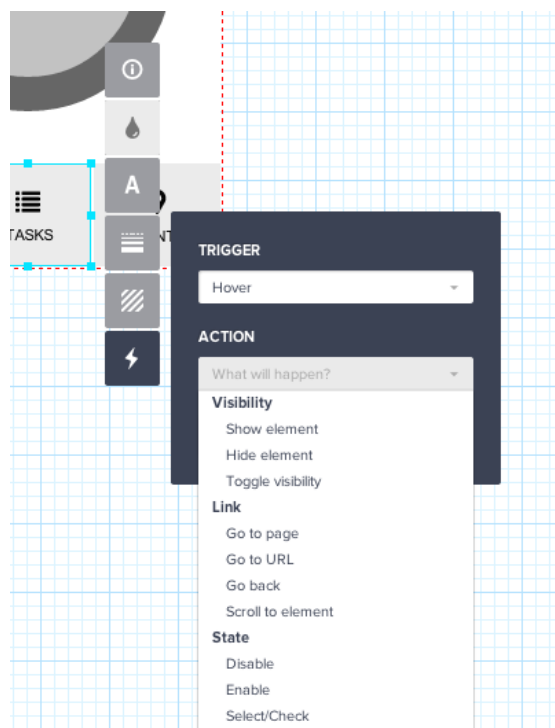 A
TASKS
TRIGGER
Hover
ACTION
What will happen?
Visibility
Show element
Hide element
Toggle visibility
Link
Go to page
Go to URL
Go back
Scroll to element
State
Disable
Enable
Select/Check